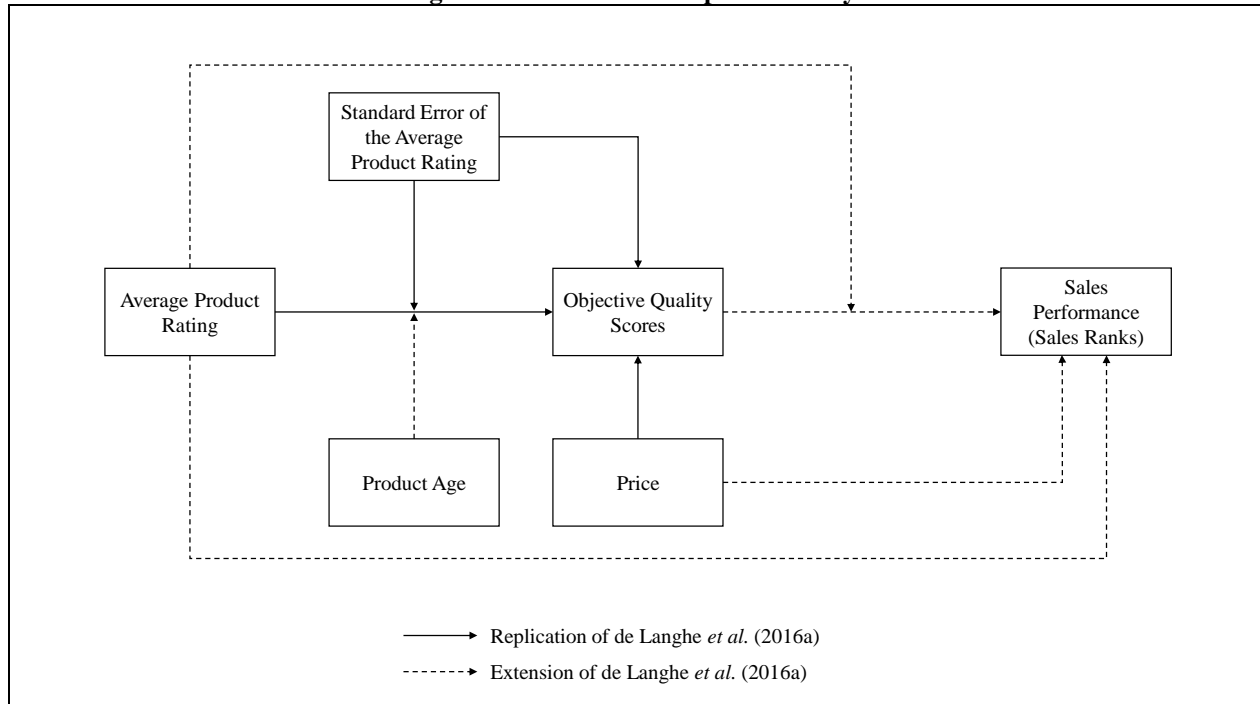 Standard Error of
the Average
Product Rating
Average Product
Rating
Objective Quality
Scores
Sales
Performance
(Sales Ranks)
Product Age
Price
Replication of de Langhe et al. (2016a)
Extension of de Langhe et al. (2016a)